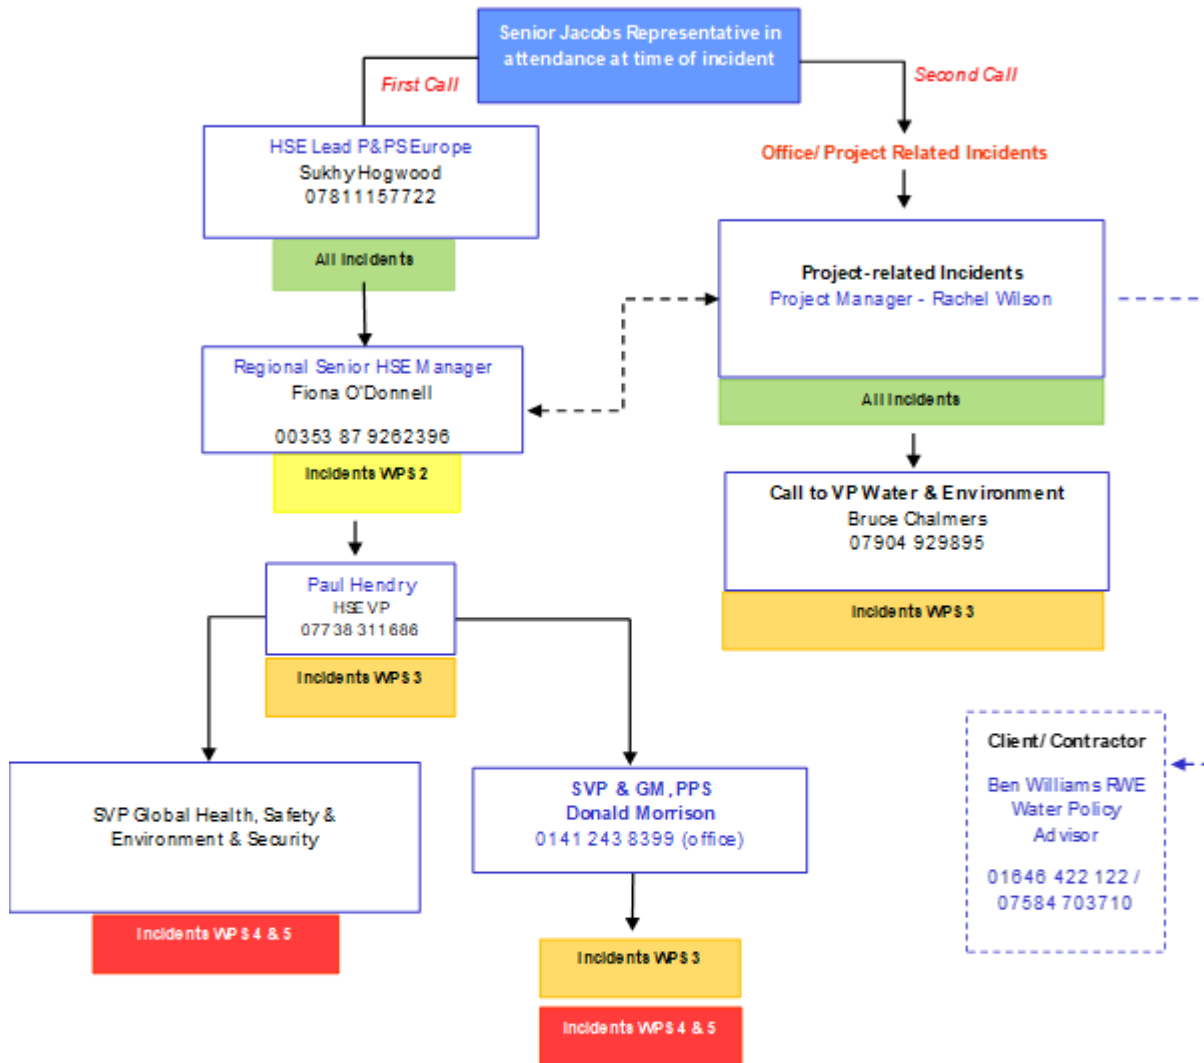 Senior Jacobs Representative in
attendance at time of incident
First Call
Second Call
HSE Lead P&PS Europe
Sukhy Hogwood
07811157722
All Incidents
Office/ Project Related Incidents
Project-related Incidents
Project Manager - Rachel Wilson
All Incidents
Regional Senior HSE Manager
Fiona O'Donnell
00353 87 9262396
Incidents WPS 2
Call to VP Water & Environment
Bruce Chalmers
07904 929895
Incidents WPS 3
Paul Hendry
HSE VP
07738 311686
Incidents WPS 3
SVP Global Health, Safety &
Environment & Security
Incidents WPS 4 & 5
SVP & GM, PPS
Donald Morrison
0141 243 8399 (office)
Incidents WPS 3
Incidents WPS 4 & 5
Client/ Contractor
Ben Williams RWE
Water Policy
Advisor
01646 422 122 /
07584 703710